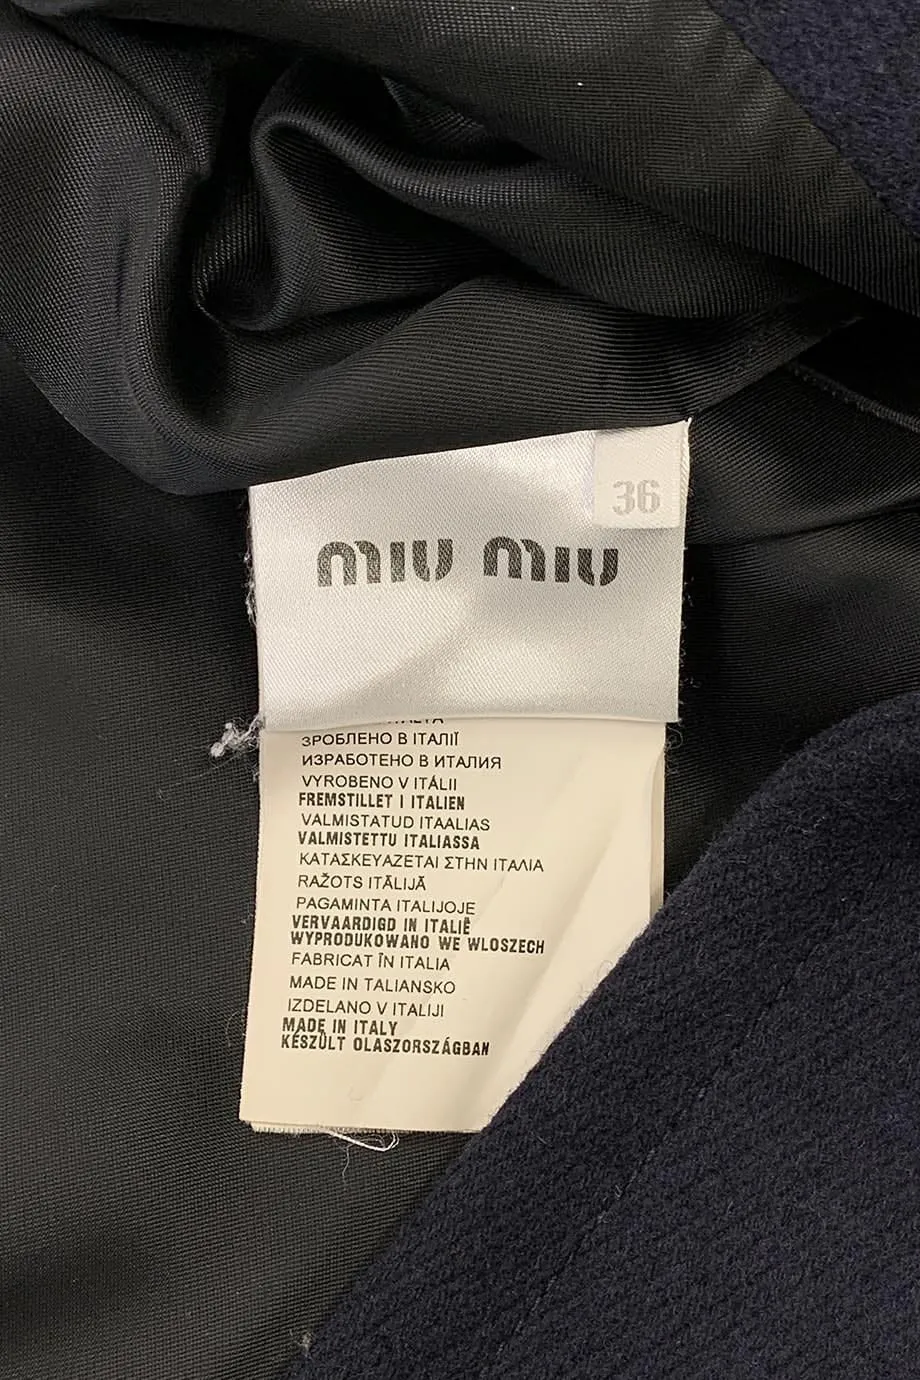 36
miu miu
ЗРОБЛЕНО В ІТАЛІЇ
ИЗРАБОТЕНО В ИТАЛИЯ
VYROBENO V ITÁLII
FREMSTILLET I ITALIEN
VALMISTATUD ITAALIAS
VALMISTETTU ITALIASSA
ΚΑΤΑΣΚΕΥΑΖΕΤΑΙ ΣΤΗΝ ΙΤΑΛΙΑ
RAŽOTS ITĀLIJĀ
PAGAMINTA ITALIJOJE
VERVAARDIGD IN ITALIË
WYPRODUKOWANO WE WLOSZECH
FABRICAT ÎN ITALIA
MADE IN TALIANSKO
IZDELANO V ITALIJI
MADE IN ITALY
KÉSZÜLT OLASZORSZÁGBAN